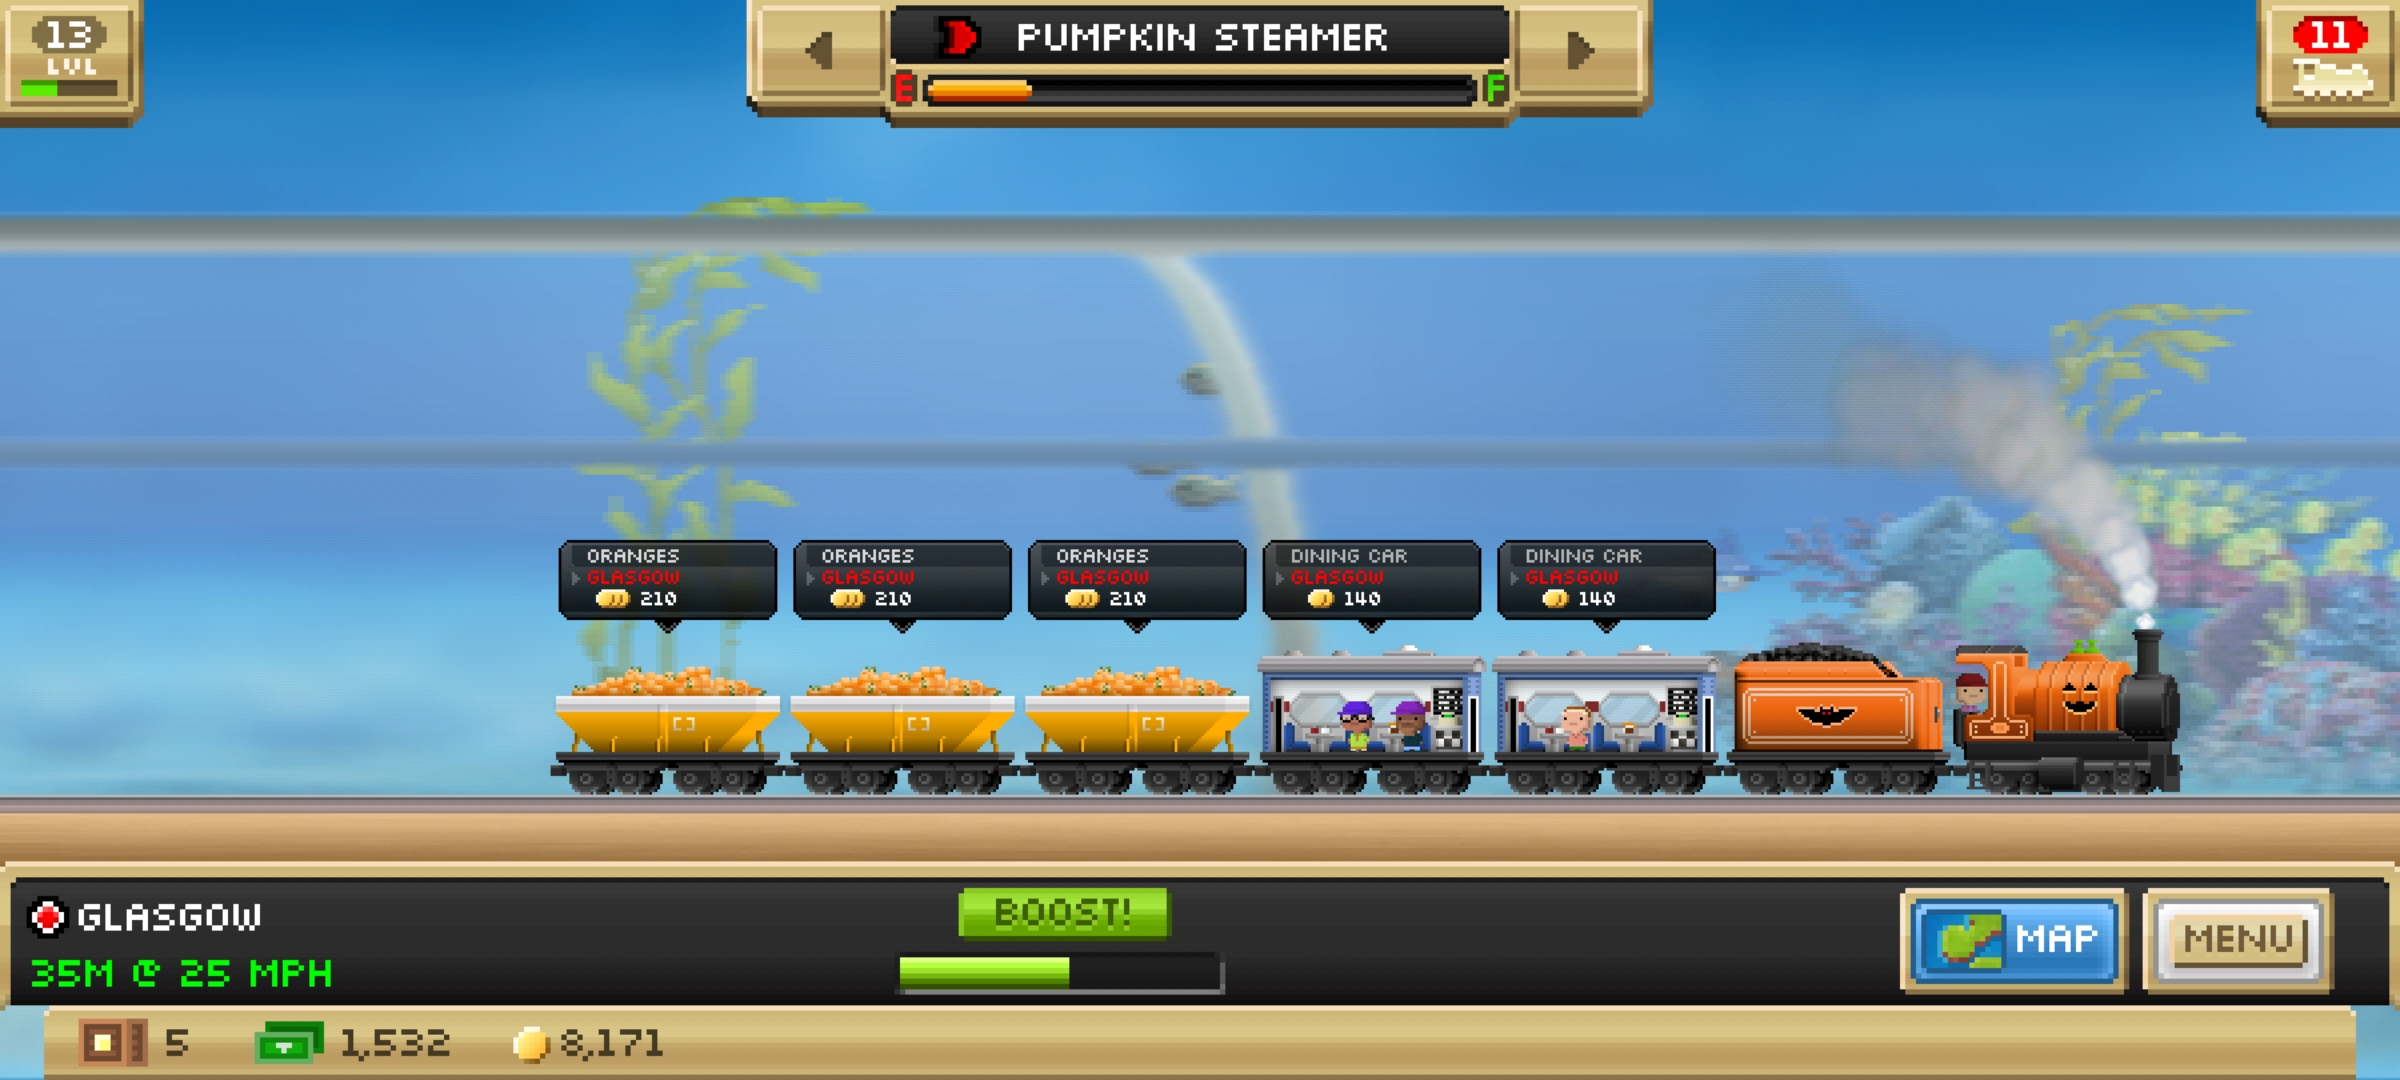 13
LVL
PUMPKIN STEAMER
E
F
11
ORANGES
GLASGOW
210
ORANGES
GLASGOW
210
ORANGES
GLASGOW
210
DINING CAR
GLASGOW
140
DINING CAR
GLASGOW
140
GLASGOW
35M @ 25 MPH
BOOST!
MAP
MENU
5
1,532
8,171